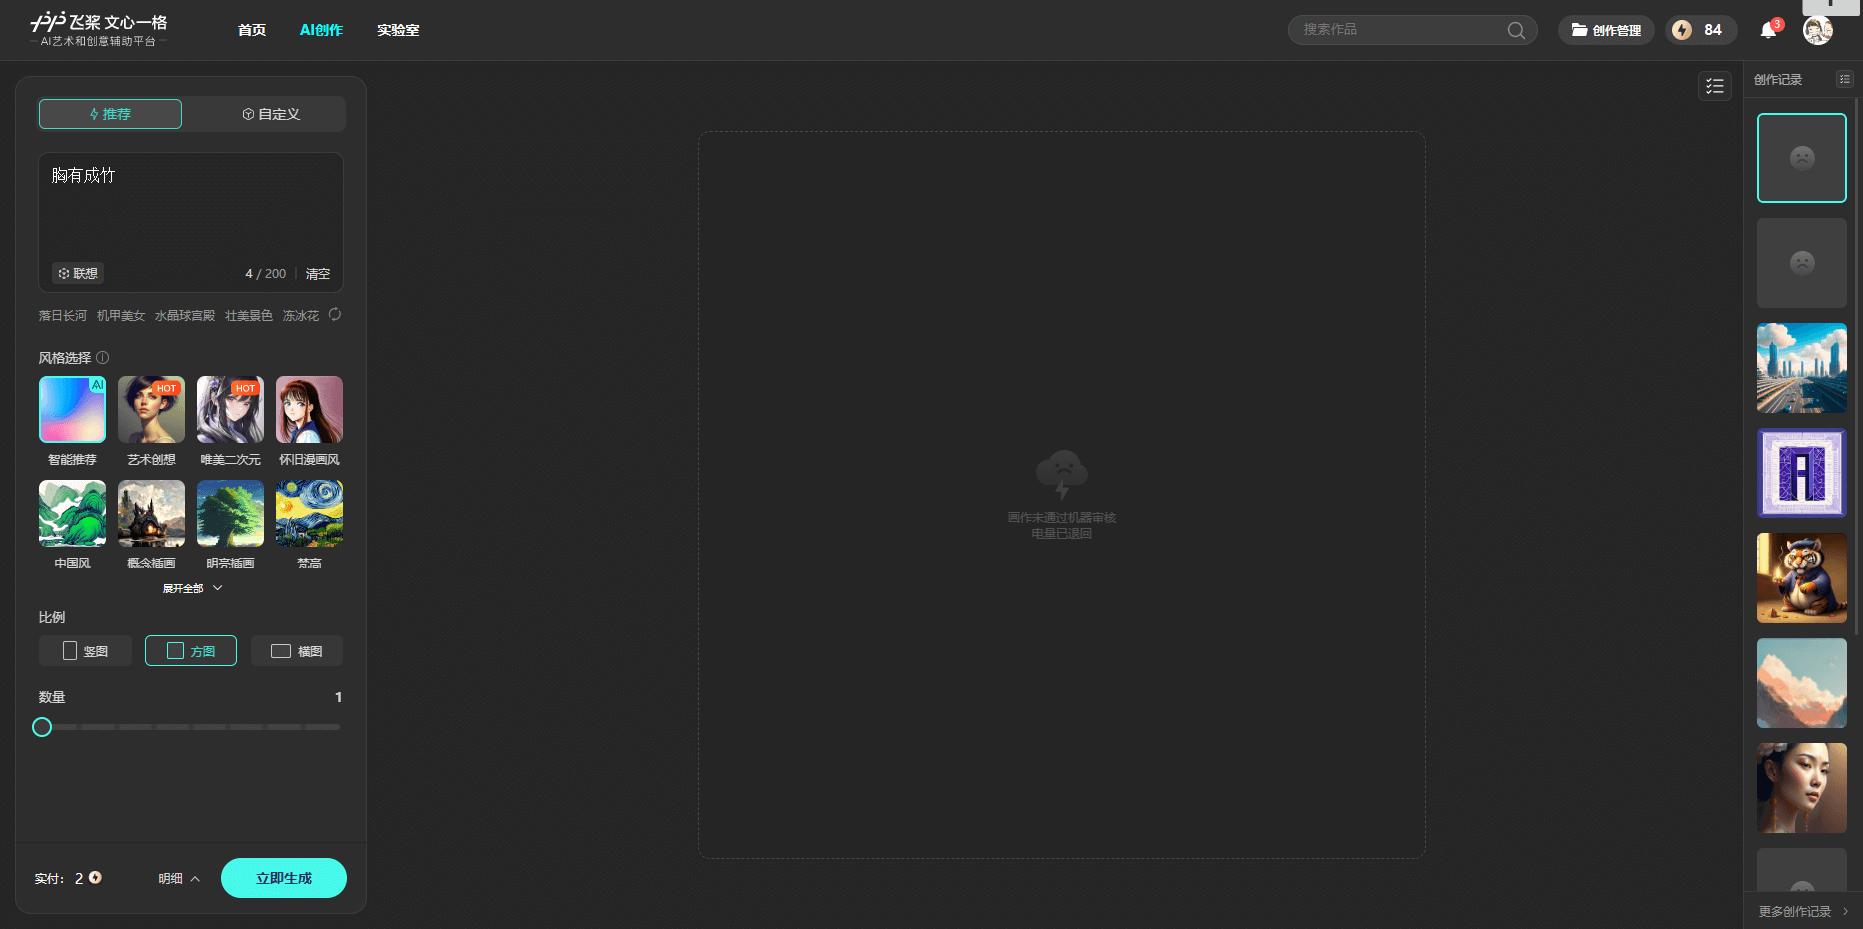 飞桨 文心一格
AI艺术和创意辅助平台
首页
AI创作
实验室
搜索作品
创作管理
84
3
推荐
自定义
胸有成竹
联想
4 / 200
清空
落日长河 机甲美女 水晶球宫殿 壮美景色 冻冰花
风格选择
AI
HOT
HOT
智能推荐
艺术创想
唯美二次元
怀旧漫画风
中国风
概念插画
明亮插画
梵高
展开全部
比例
竖图
方图
横图
数量
1
实付： 2
明细
立即生成
画作未通过机器审核
电量已退回
创作记录
更多创作记录